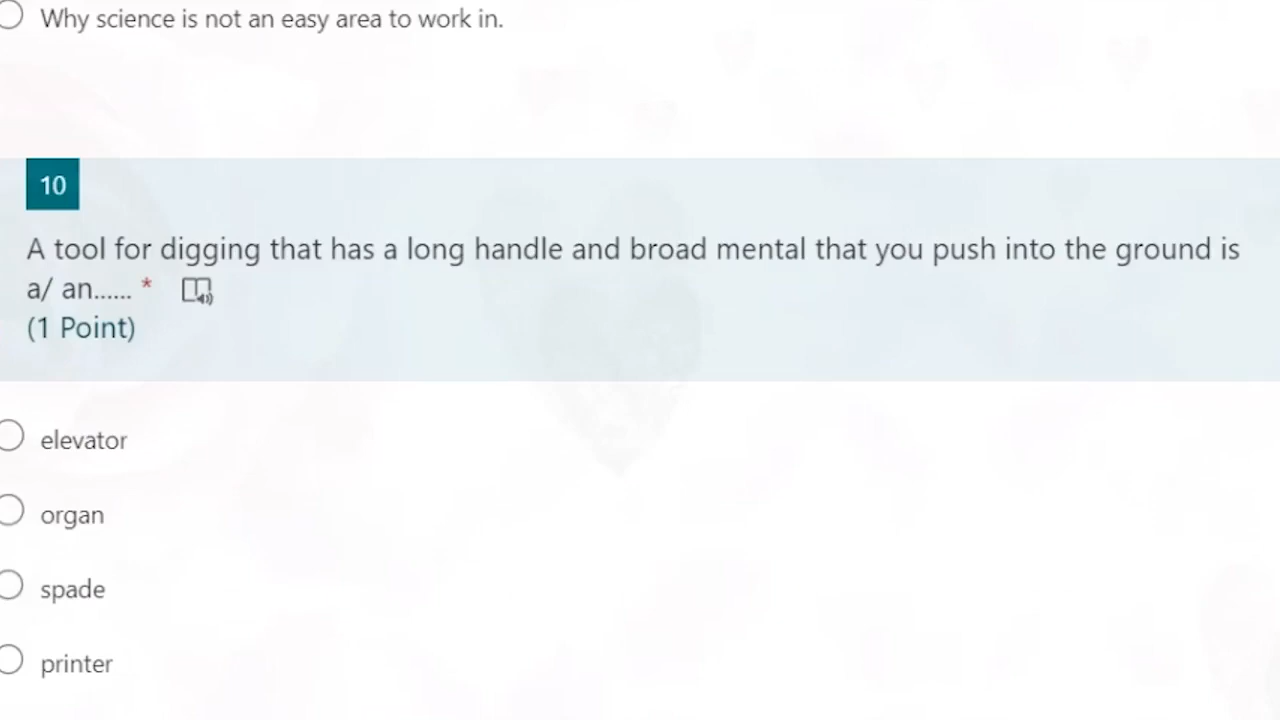 Why science is not an easy area to work in.
10
A tool for digging that has a long handle and broad mental that you push into the ground is
a/ an...... *
(1 Point)
elevator
organ
spade
printer